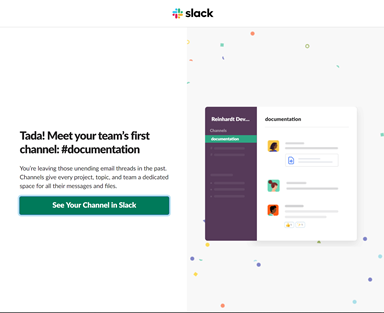 slack
Tada! Meet your team's first
channel: #documentation
You're leaving those unending email threads in the past.
Channels give every project, topic, and team a dedicated
space for all their messages and files.
See Your Channel in Slack
Reinhardt Dev...
Channels
documentation
documentation